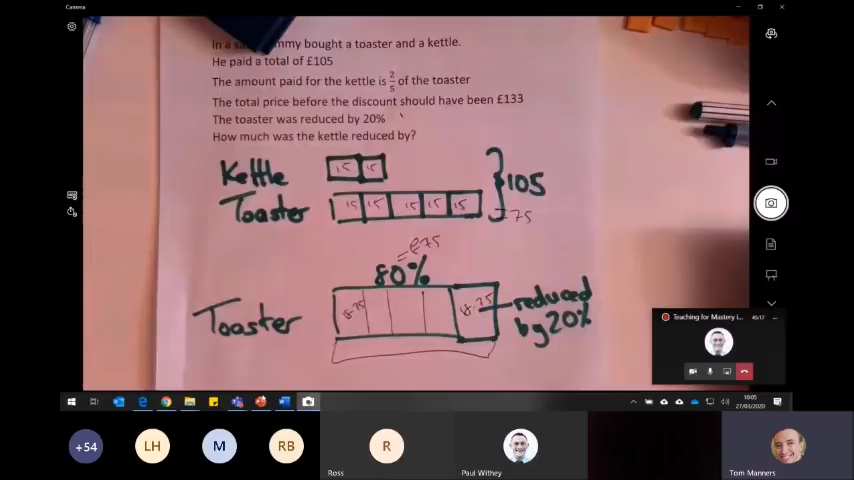 Camera
In a sa mmy bought a toaster and a kettle.
He paid a total of £105
The amount paid for the kettle is 2/5 of the toaster
The total price before the discount should have been £133
The toaster was reduced by 20%
How much was the kettle reduced by?
Kettle 15 15
Toaster 15 15 15 15 15
105
75
=£75
80%
Toaster 18.75 18.75 reduced by 20%
Teaching for Mastery i...
45:17
10:05
27/03/2020
+54 LH M RB R
Ross Paul Withey Tom Manners